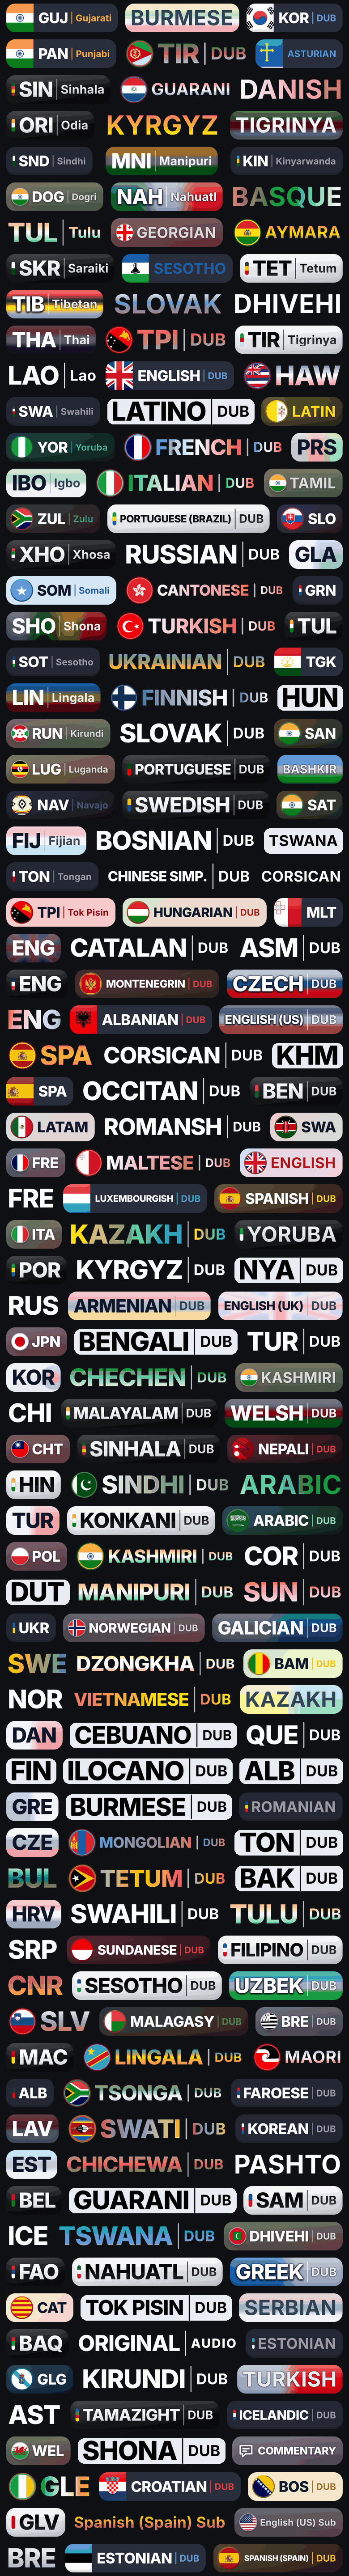 GUJ Gujarati BURMESE KOR DUB
PAN Punjabi TIR DUB ASTURIAN
SIN Sinhala GUARANI DANISH
ORI Odia KYRGYZ TIGRINYA
SND Sindhi MNI Manipuri KIN Kinyarwanda
DOG Dogri NAH Nahuatl BASQUE
TUL Tulu GEORGIAN AYMARA
SKR Saraiki SESOTHO TET Tetum
TIB Tibetan SLOVAK DHIVEHI
THA Thai TPI DUB TIR Tigrinya
LAO Lao ENGLISH DUB HAW
SWA Swahili LATINO DUB LATIN
YOR Yoruba FRENCH DUB PRS
IBO Igbo ITALIAN DUB TAMIL
ZUL Zulu PORTUGUESE (BRAZIL) DUB SLO
XHO Xhosa RUSSIAN DUB GLA
SOM Somali CANTONESE DUB GRN
SHO Shona TURKISH DUB TUL
SOT Sesotho UKRAINIAN DUB TGK
LIN Lingala FINNISH DUB HUN
RUN Kirundi SLOVAK DUB SAN
LUG Luganda PORTUGUESE DUB BASHKIR
NAV Navajo SWEDISH DUB SAT
FIJ Fijian BOSNIAN DUB TSWANA
TON Tongan CHINESE SIMP. DUB CORSICAN
TPI Tok Pisin HUNGARIAN DUB MLT
ENG CATALAN DUB ASM DUB
ENG MONTENEGRIN DUB CZECH DUB
ENG ALBANIAN DUB ENGLISH (US) DUB
SPA CORSICAN DUB KHM
SPA OCCITAN DUB BEN DUB
LATAM ROMANSH DUB SWA
FRE MALTESE DUB ENGLISH
FRE LUXEMBOURGISH DUB SPANISH DUB
ITA KAZAKH DUB YORUBA
POR KYRGYZ DUB NYA DUB
RUS ARMENIAN DUB ENGLISH (UK) DUB
JPN BENGALI DUB TUR DUB
KOR CHECHEN DUB KASHMIRI
CHI MALAYALAM DUB WELSH DUB
CHT SINHALA DUB NEPALI DUB
HIN SINDHI DUB ARABIC
TUR KONKANI DUB ARABIC DUB
POL KASHMIRI DUB COR DUB
DUT MANIPURI DUB SUN DUB
UKR NORWEGIAN DUB GALICIAN DUB
SWE DZONGKHA DUB BAM DUB
NOR VIETNAMESE DUB KAZAKH
DAN CEBUANO DUB QUE DUB
FIN ILOCANO DUB ALB DUB
GRE BURMESE DUB ROMANIAN
CZE MONGOLIAN DUB TON DUB
BUL TETUM DUB BAK DUB
HRV SWAHILI DUB TULU DUB
SRP SUNDANESE DUB FILIPINO DUB
CNR SESOTHO DUB UZBEK DUB
SLV MALAGASY DUB BRE DUB
MAC LINGALA DUB MAORI
ALB TSONGA DUB FAROESE DUB
LAV SWATI DUB KOREAN DUB
EST CHICHEWA DUB PASHTO
BEL GUARANI DUB SAM DUB
ICE TSWANA DUB DHIVEHI DUB
FAO NAHUATL DUB GREEK DUB
CAT TOK PISIN DUB SERBIAN
BAQ ORIGINAL AUDIO ESTONIAN
GLG KIRUNDI DUB TURKISH
AST TAMAZIGHT DUB ICELANDIC DUB
WEL SHONA DUB COMMENTARY
GLE CROATIAN DUB BOS DUB
GLV Spanish (Spain) Sub English (US) Sub
BRE ESTONIAN DUB SPANISH (SPAIN) DUB